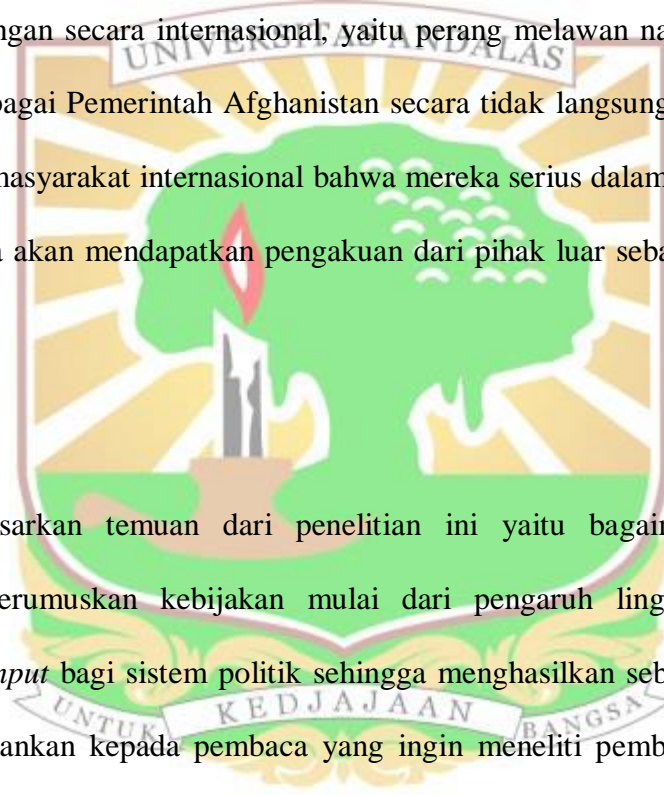 ngan secara internasional, yaitu perang melawan na
UNIVERSITAS ANDALAS
bagai Pemerintah Afghanistan secara tidak langsung
masyarakat internasional bahwa mereka serius dalam
akan mendapatkan pengakuan dari pihak luar seba
sarkan temuan dari penelitian ini yaitu bagain
erumuskan kebijakan mulai dari pengaruh ling
nput bagi sistem politik sehingga menghasilkan seb
UNTUK KEDJAJAAN BANGSA
ankan kepada pembaca yang ingin meneliti pemb